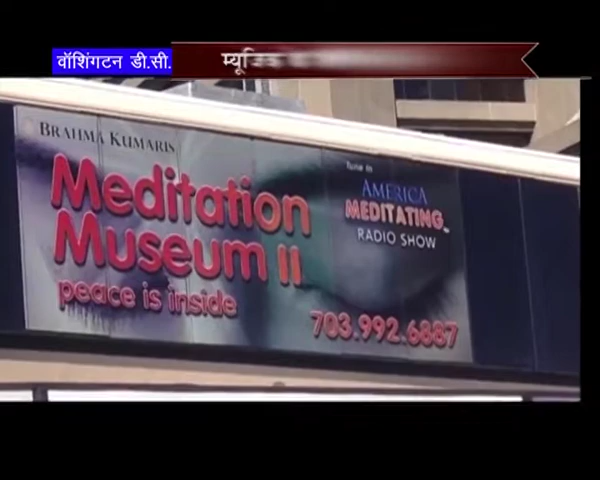 वॉशिंगटन डी.सी.
BRAHMA KUMARIS
Meditation
Museum II
peace is inside
Tune in
AMERICA
MEDITATING
RADIO SHOW
703.992.6887